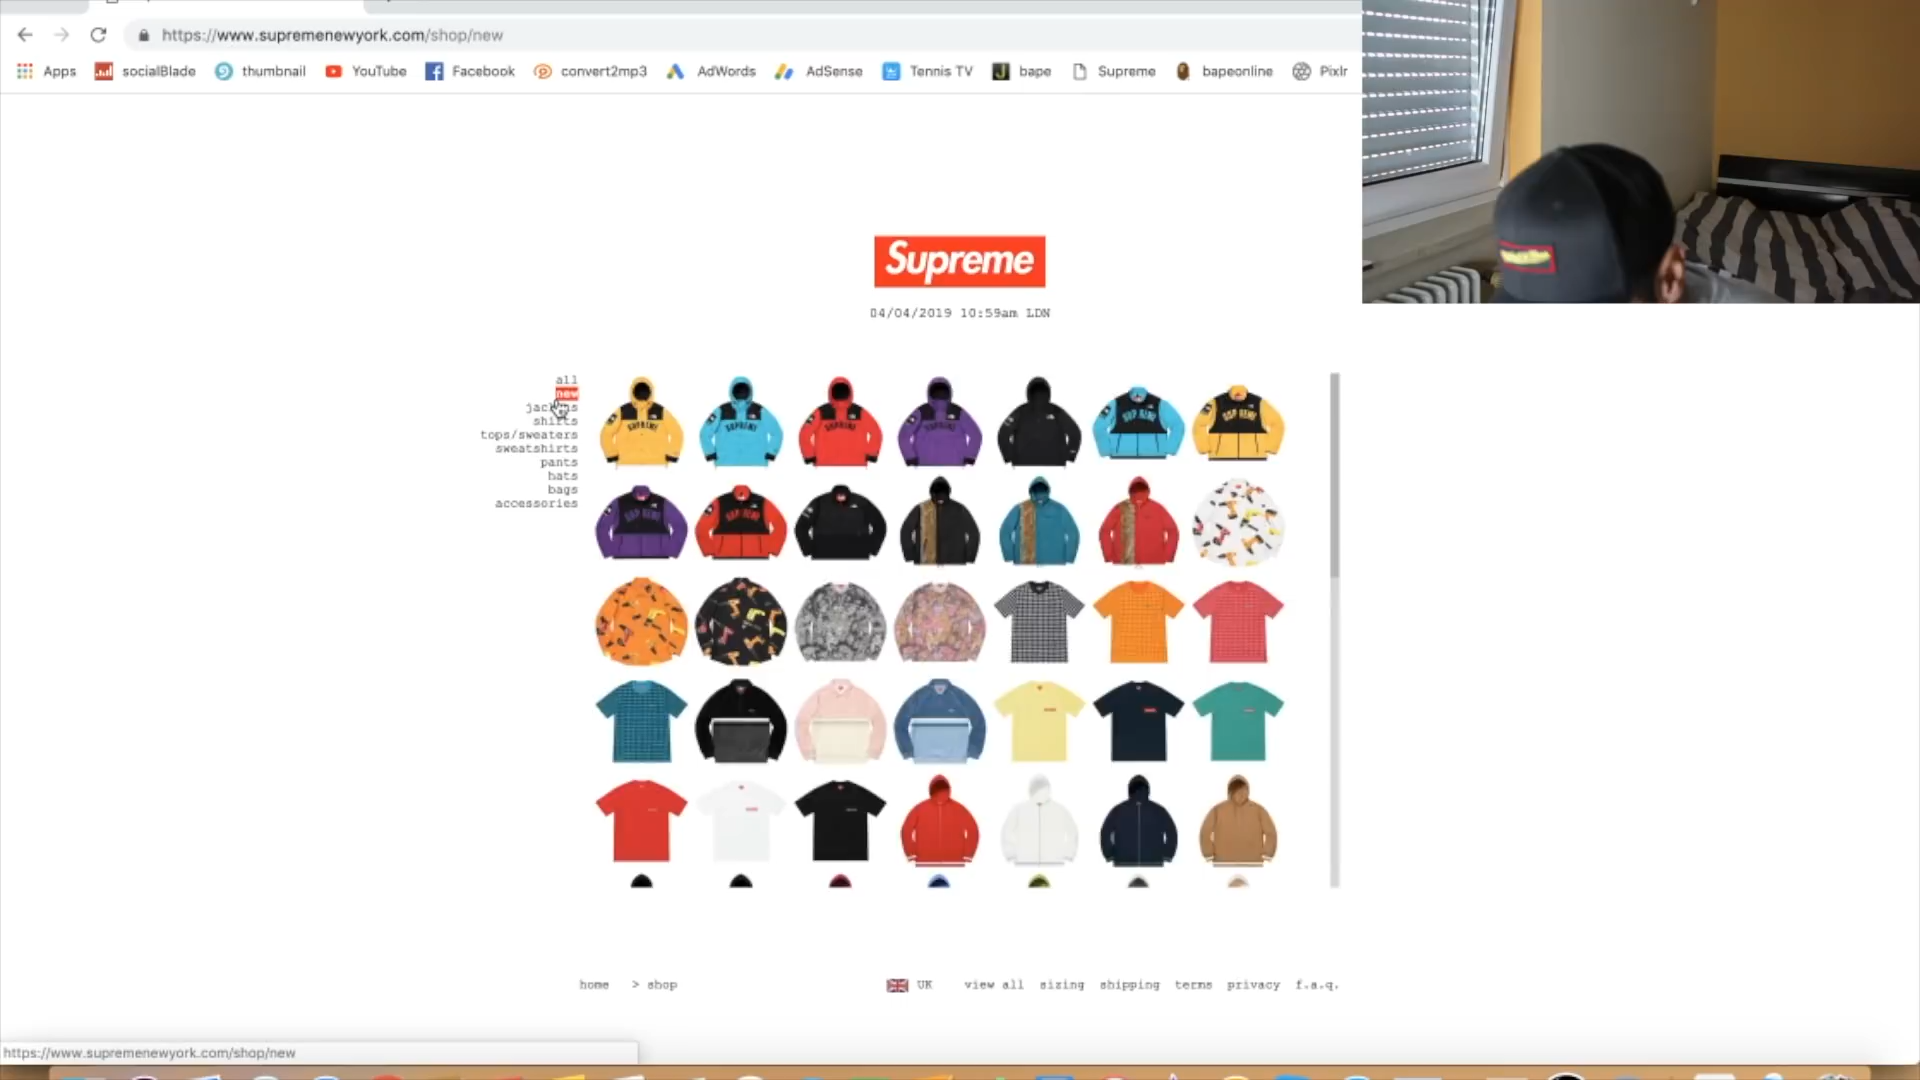 https://www.supremenewyork.com/shop/new
Apps socialBlade thumbnail YouTube Facebook convert2mp3 AdWords AdSense Tennis TV bape Supreme bapeonline Pixlr
Supreme
04/04/2019 10:59am LDN
all
new
jackets
shirts
tops/sweaters
sweatshirts
pants
hats
bags
accessories
home > shop UK view all sizing shipping terms privacy f.a.q.
https://www.supremenewyork.com/shop/new